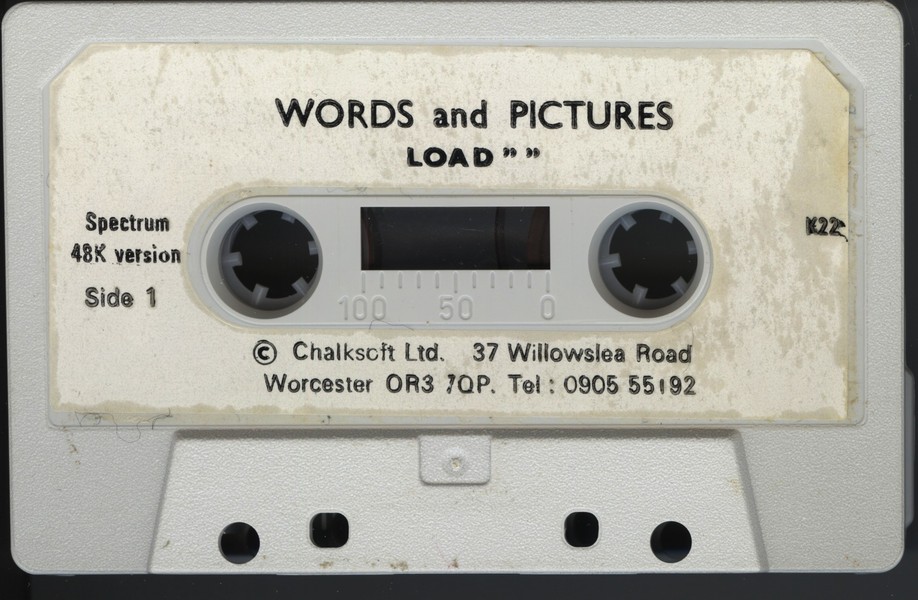 WORDS and PICTURES
LOAD ” ”
Spectrum
48K version
Side 1
K22
100 50 0
© Chalksoft Ltd. 37 Willowslea Road
Worcester OR3 7QP. Tel : 0905 55192